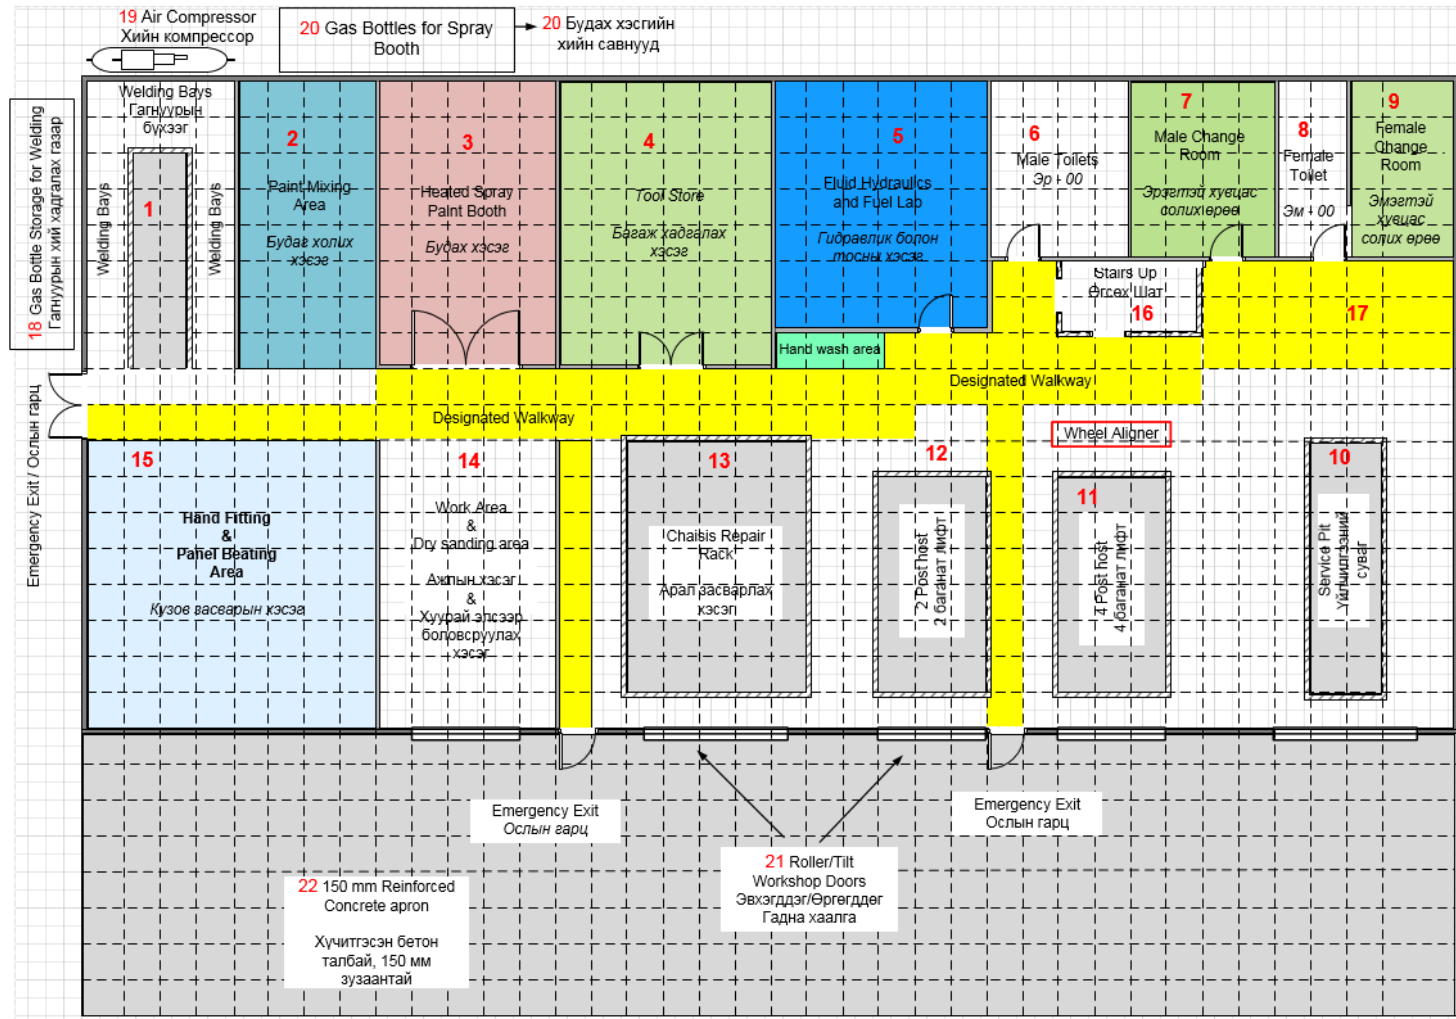 19 Air Compressor
Хийн компрессор
20 Gas Bottles for Spray
Booth
20 Будах хэсгийн
хийн савнууд
18 Gas Bottle Storage for Welding
Гагнуурын хий хадгалах газар
Welding Bays
Гагнуурын
бүхээг
Welding Bays
1
Welding Bays
2
Paint Mixing
Area
Будаг холих
хэсэг
3
Heated Spray
Paint Booth
Будах хэсэг
4
Tool Store
Багаж хадгалах
хэсэг
5
Fluid Hydraulics
and Fuel Lab
Гидравлик болон
тосны хэсэг
6
Male Toilets
Эр - 00
7
Male Change
Room
Эрэгтэй хувцас
солих өрөө
8
Female
Toilet
Эм - 00
9
Female
Change
Room
Эмэгтэй
хувцас
солих өрөө
Stairs Up
Өгсөх Шат
16
17
Hand wash area
Designated Walkway
Designated Walkway
Emergency Exit / Ослын гарц
15
Hand Fitting
&
Panel Beating
Area
Кузов засварын хэсэг
14
Work Area
&
Dry sanding area
Ажлын хэсэг
&
Хуурай элсээр
боловсруулах
хэсэг
13
Chaisis Repair
Rack
Арал засварлах
хэсэг
12
2 Post host
2 баганат лифт
Wheel Aligner
11
4 Post host
4 баганат лифт
10
Service Pit
Үйлчилгээний
суваг
Emergency Exit
Ослын гарц
Emergency Exit
Ослын гарц
21 Roller/Tilt
Workshop Doors
Эвхэгддэг/Өргөгддөг
Гадна хаалга
22 150 mm Reinforced
Concrete apron
Хүчитгэсэн бетон
талбай, 150 мм
зузаантай